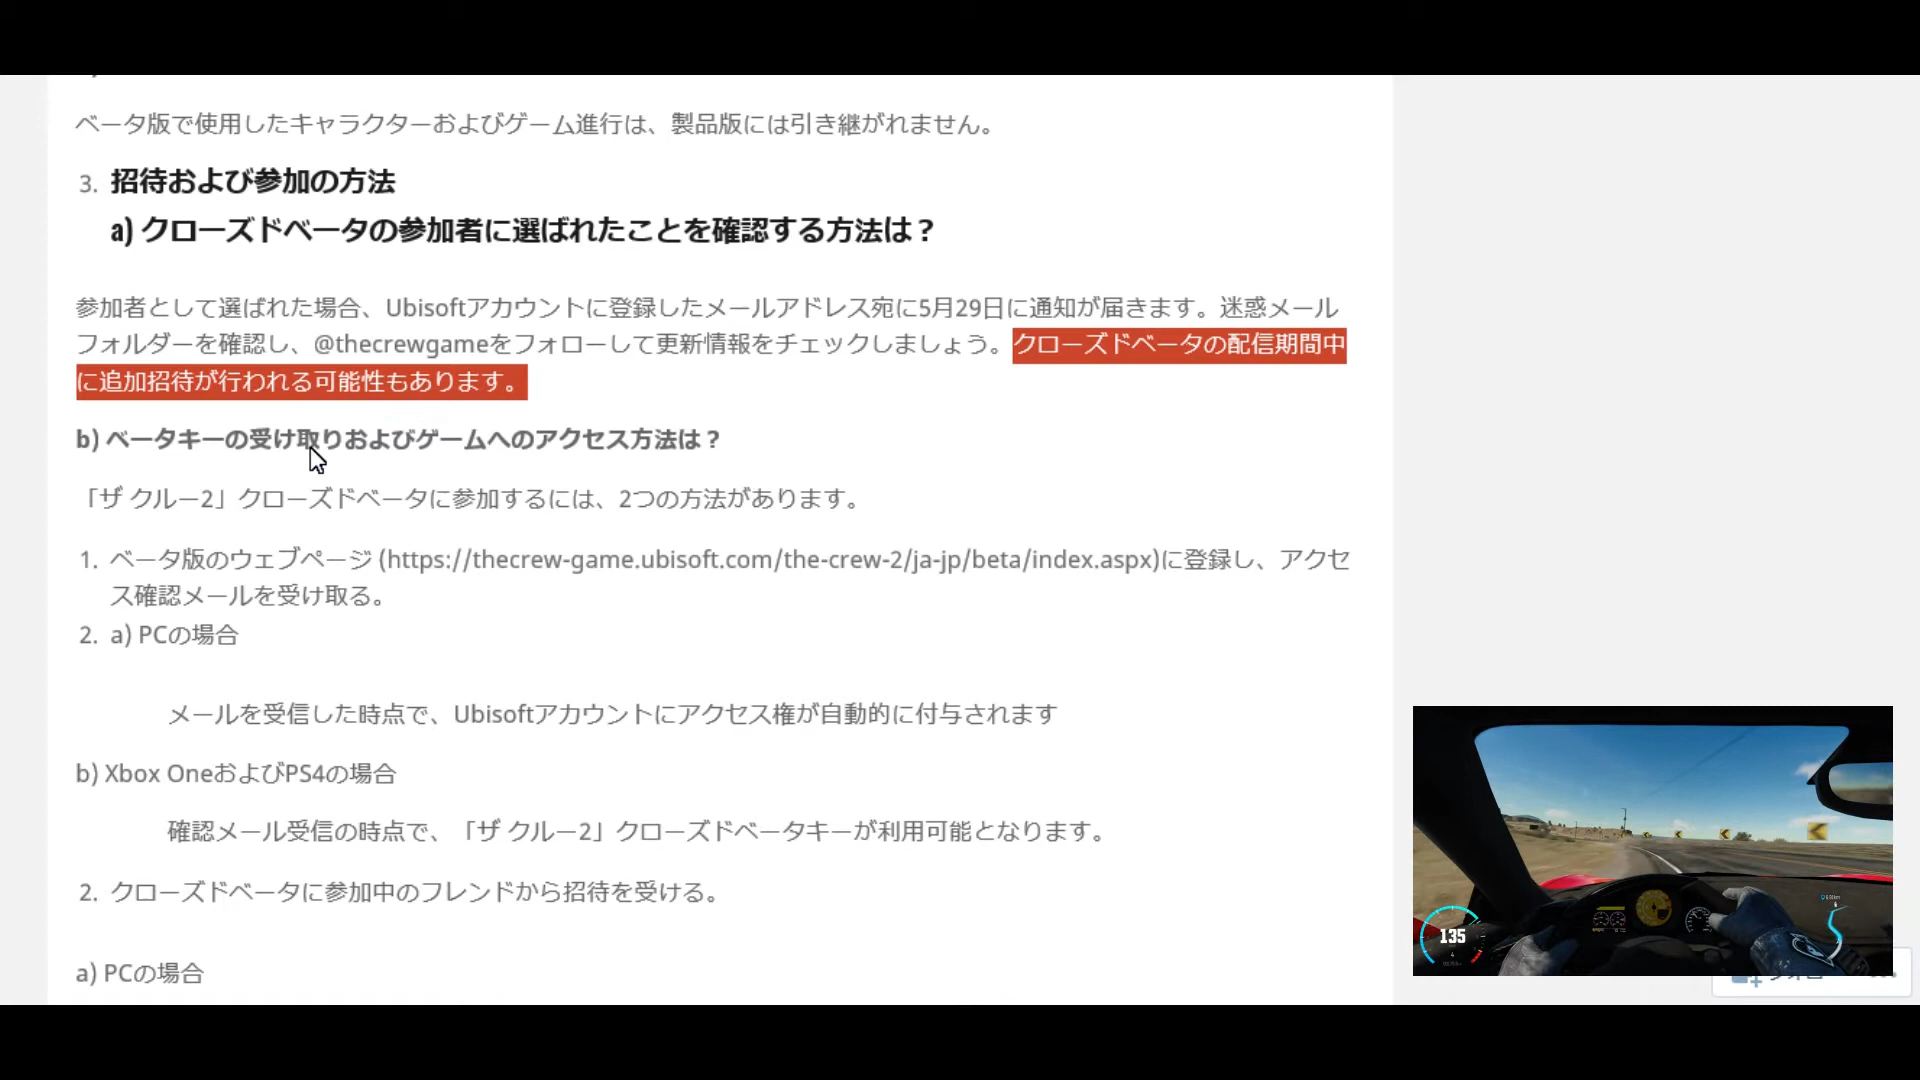 ベータ版で使用したキャラクターおよびゲーム進行は、製品版には引き継がれません。
3. 招待および参加の方法
a) クローズドベータの参加者に選ばれたことを確認する方法は？
参加者として選ばれた場合、Ubisoftアカウントに登録したメールアドレス宛に5月29日に通知が届きます。迷惑メール
フォルダーを確認し、@thecrewgameをフォローして更新情報をチェックしましょう。クローズドベータの配信期間中
に追加招待が行われる可能性もあります。
b) ベータキーの受け取りおよびゲームへのアクセス方法は？
「ザ クルー2」クローズドベータに参加するには、2つの方法があります。
1. ベータ版のウェブページ (https://thecrew-game.ubisoft.com/the-crew-2/ja-jp/beta/index.aspx)に登録し、アクセ
ス確認メールを受け取る。
2. a) PCの場合
メールを受信した時点で、Ubisoftアカウントにアクセス権が自動的に付与されます
b) Xbox OneおよびPS4の場合
確認メール受信の時点で、「ザ クルー2」クローズドベータキーが利用可能となります。
2. クローズドベータに参加中のフレンドから招待を受ける。
a) PCの場合
135
4